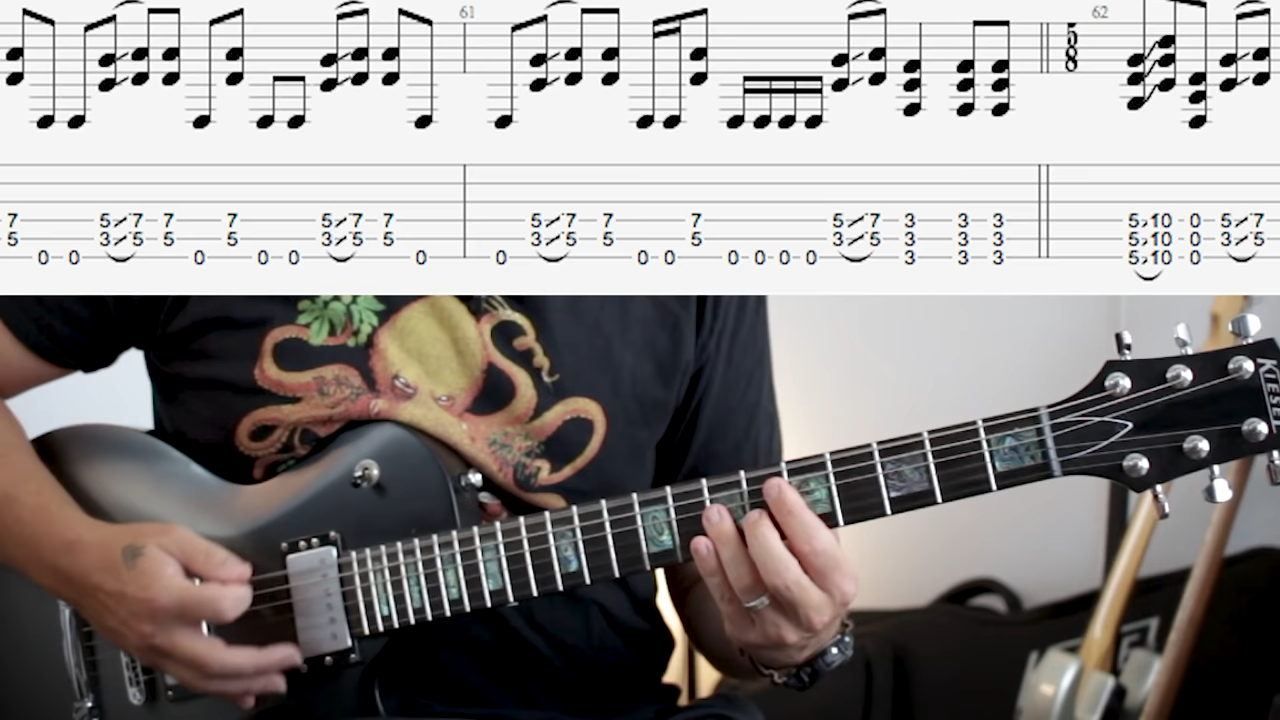 61 62
5
8
7 5 7 7 7 5 7 7 5 7 7 7 5 7 3 3 3 5 10 0 5 7
5 3 5 5 5 3 5 5 3 5 5 5 3 5 3 3 3 5 10 0 3 5
0 0 0 0 0 0 0 0 0 0 0 0 0 3 3 3 5 10 0
KIESEL